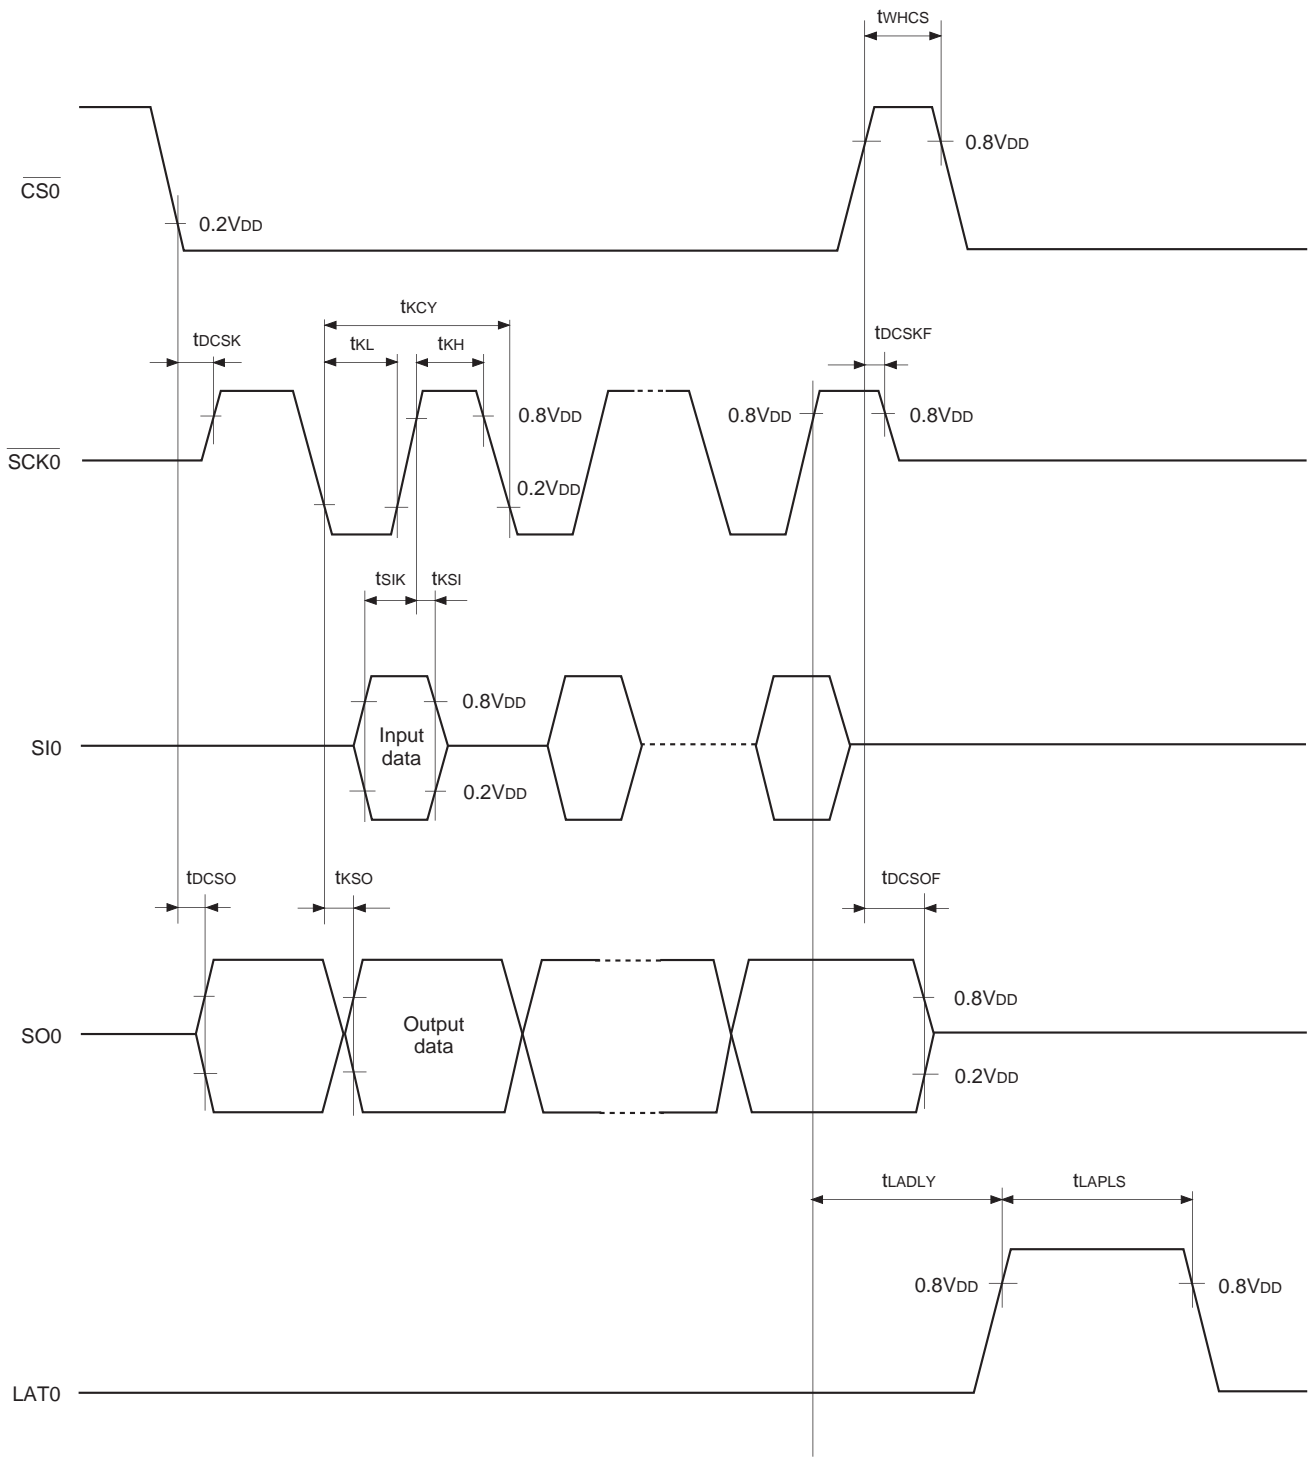 tWHCS
0.8VDD
CS0
0.2VDD
tKCY
tDCSK
tKL
tKH
tDCSKF
0.8VDD
0.8VDD
0.8VDD
SCK0
0.2VDD
tSIK
tKSI
0.8VDD
SI0
Input
data
0.2VDD
tDCSO
tKSO
tDCSOF
0.8VDD
SO0
Output
data
0.2VDD
tLADLY
tLAPLS
0.8VDD
0.8VDD
LAT0